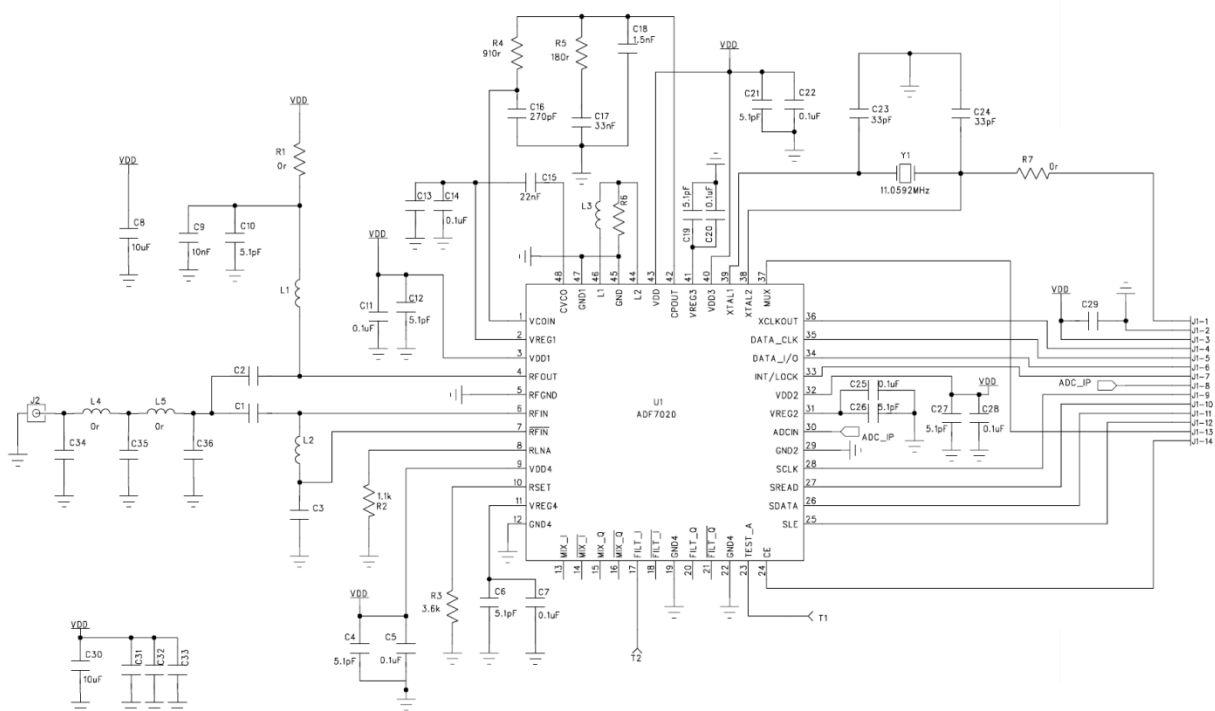 R4
910r
R5
180r
C18
1.5nF
C16
270pF
C17
33nF
VDD
C21
5.1pF
C22
0.1uF
C23
33pF
C24
33pF
Y1
11.0592MHz
R7
0r
VDD
R1
0r
VDD
C8
10uF
C9
10nF
C10
5.1pF
L1
C13
C14
0.1uF
C15
22nF
L3
R6
5.1pF
0.1uF
C19
C20
VDD
C11
0.1uF
C12
5.1pF
48
47
46
45
44
43
42
41
40
39
38
37
CVCO
GND1
L1
GND
L2
VDD
CPOUT
VREG3
VDD3
XTAL1
XTAL2
MUX
1 VCOIN
2 VREG1
3 VDD1
4 RFOUT
5 RFGND
6 RFIN
7 RFIN
8 RLNA
9 VDD4
10 RSET
11 VREG4
12 GND4
U1
ADF7020
XCLKOUT 36
DATA_CLK 35
DATA_I/O 34
INT/LOCK 33
VDD2 32
VREG2 31
ADCIN 30
GND2 29
SCLK 28
SREAD 27
SDATA 26
SLE 25
MIX_I
MIX_I
MIX_Q
MIX_Q
FILT_I
FILT_I
GND4
FILT_Q
FILT_Q
GND4
TEST_A
CE
13
14
15
16
17
18
19
20
21
22
23
24
VDD
C29
ADC_IP
C25
0.1uF
C26
5.1pF
ADC_IP
VDD
C27
5.1pF
C28
0.1uF
J1-1
J1-2
J1-3
J1-4
J1-5
J1-6
J1-7
J1-8
J1-9
J1-10
J1-11
J1-12
J1-13
J1-14
J2
L4
0r
L5
0r
C2
C1
C34
C35
C36
L2
C3
1.1k
R2
R3
3.6k
C6
5.1pF
C7
0.1uF
VDD
C4
5.1pF
C5
0.1uF
T2
T1
VDD
C30
10uF
C31
C32
C33